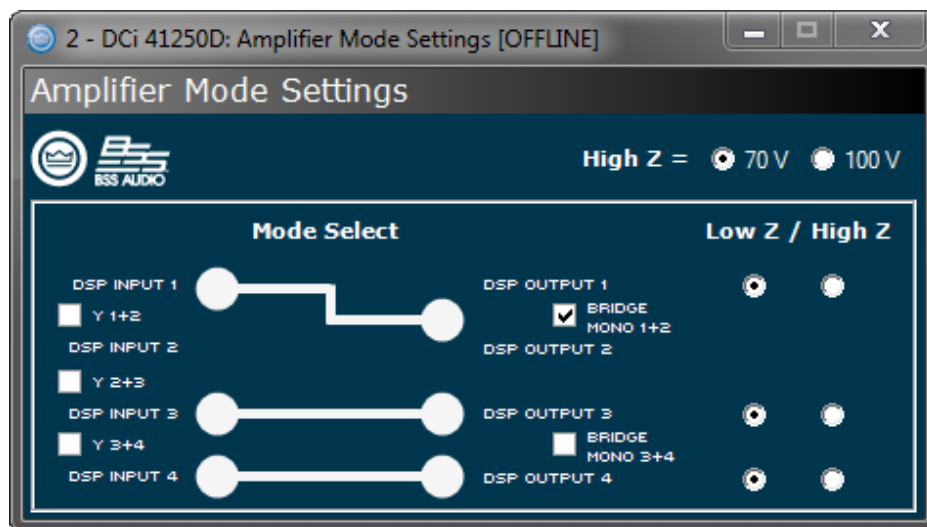 2 - DCi 41250D: Amplifier Mode Settings [OFFLINE]
Amplifier Mode Settings
BSS AUDIO
High Z = 70 V 100 V
Mode Select Low Z / High Z
DSP INPUT 1 DSP OUTPUT 1
Y 1+2 BRIDGE
MONO 1+2
DSP INPUT 2 DSP OUTPUT 2
Y 2+3
DSP INPUT 3 DSP OUTPUT 3
Y 3+4 BRIDGE
MONO 3+4
DSP INPUT 4 DSP OUTPUT 4